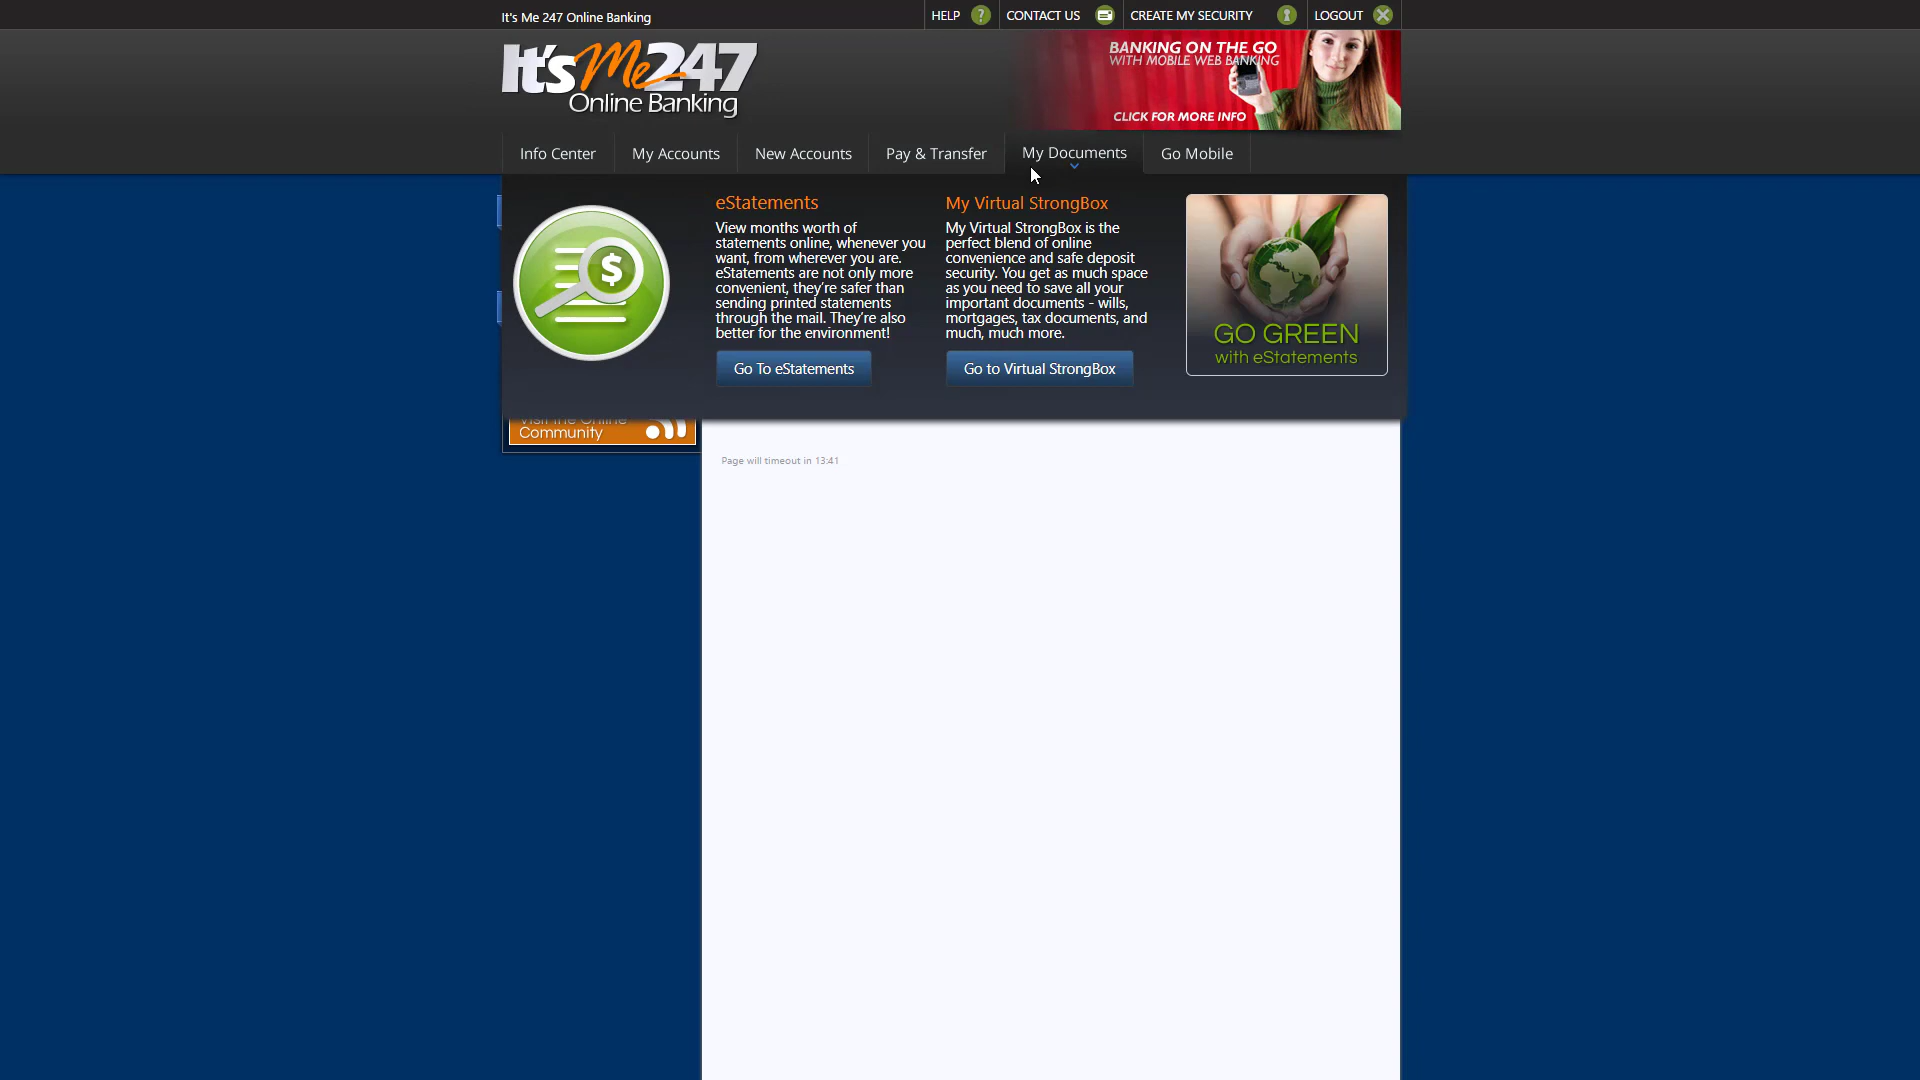 It's Me 247 Online Banking
HELP ?
CONTACT US
CREATE MY SECURITY
LOGOUT
It's Me 247
Online Banking
BANKING ON THE GO
WITH MOBILE WEB BANKING
CLICK FOR MORE INFO
Info Center
My Accounts
New Accounts
Pay & Transfer
My Documents
Go Mobile
$
eStatements
View months worth of
statements online, whenever you
want, from wherever you are.
eStatements are not only more
convenient, they're safer than
sending printed statements
through the mail. They're also
better for the environment!
Go To eStatements
My Virtual StrongBox
My Virtual StrongBox is the
perfect blend of online
convenience and safe deposit
security. You get as much space
as you need to save all your
important documents - wills,
mortgages, tax documents, and
much, much more.
Go to Virtual StrongBox
GO GREEN
with eStatements
Visit the Online
Community
Page will timeout in 13:41